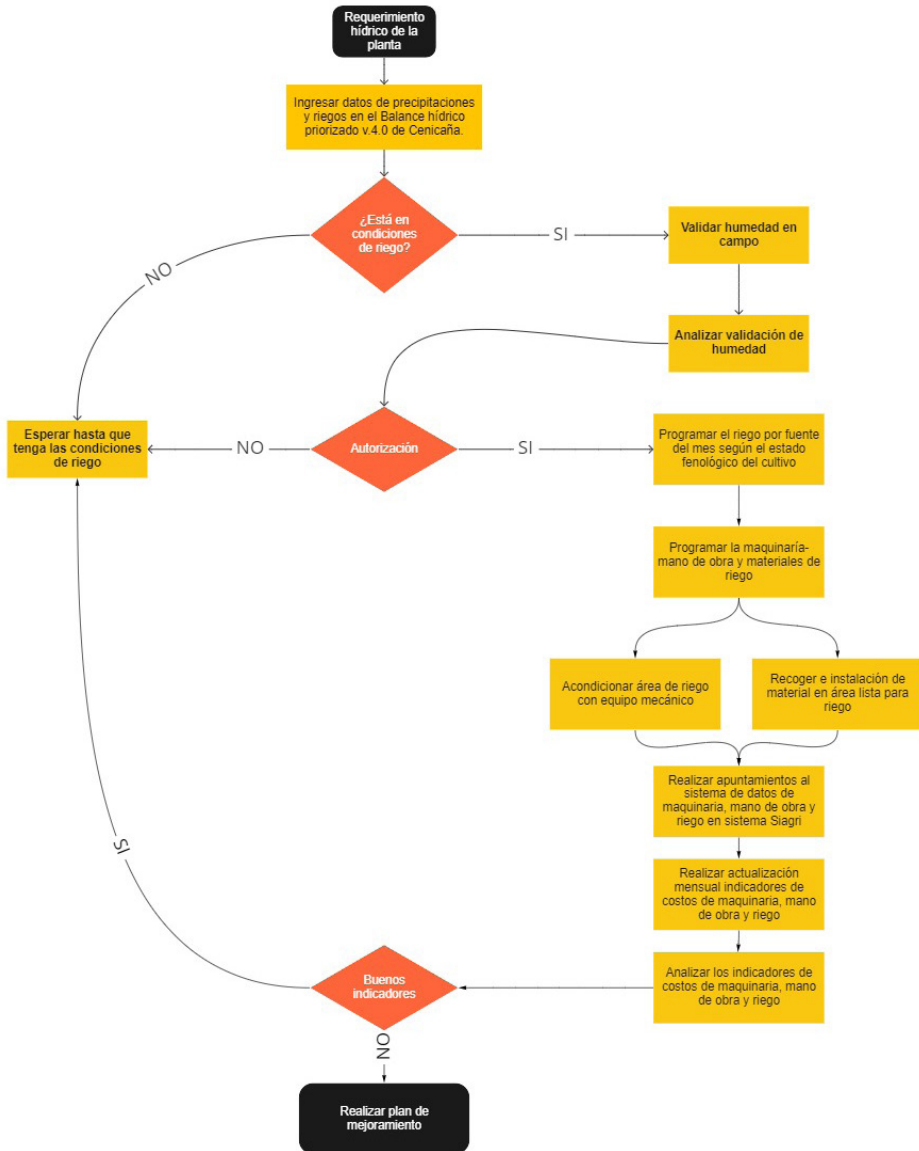 Requerimiento
hídrico de la
planta
Ingresar datos de precipitaciones
y riegos en el Balance hídrico
priorizado v.4.0 de Cenicaña.
¿Está en
condiciones
de riego?
SI
Validar humedad en
campo
NO
Analizar validación de
humedad
Esperar hasta que
tenga las condiciones
de riego
NO
Autorización
SI
Programar el riego por fuente
del mes según el estado
fenológico del cultivo
Programar la maquinaría-
mano de obra y materiales de
riego
Acondicionar área de riego
con equipo mecánico
Recoger e instalación de
material en área lista para
riego
Realizar apuntamientos al
sistema de datos de
maquinaria, mano de obra y
riego en sistema Siagri
SI
Realizar actualización
mensual indicadores de
costos de maquinaria, mano
de obra y riego
Buenos
indicadores
Analizar los indicadores de
costos de maquinaria, mano
de obra y riego
NO
Realizar plan de
mejoramiento